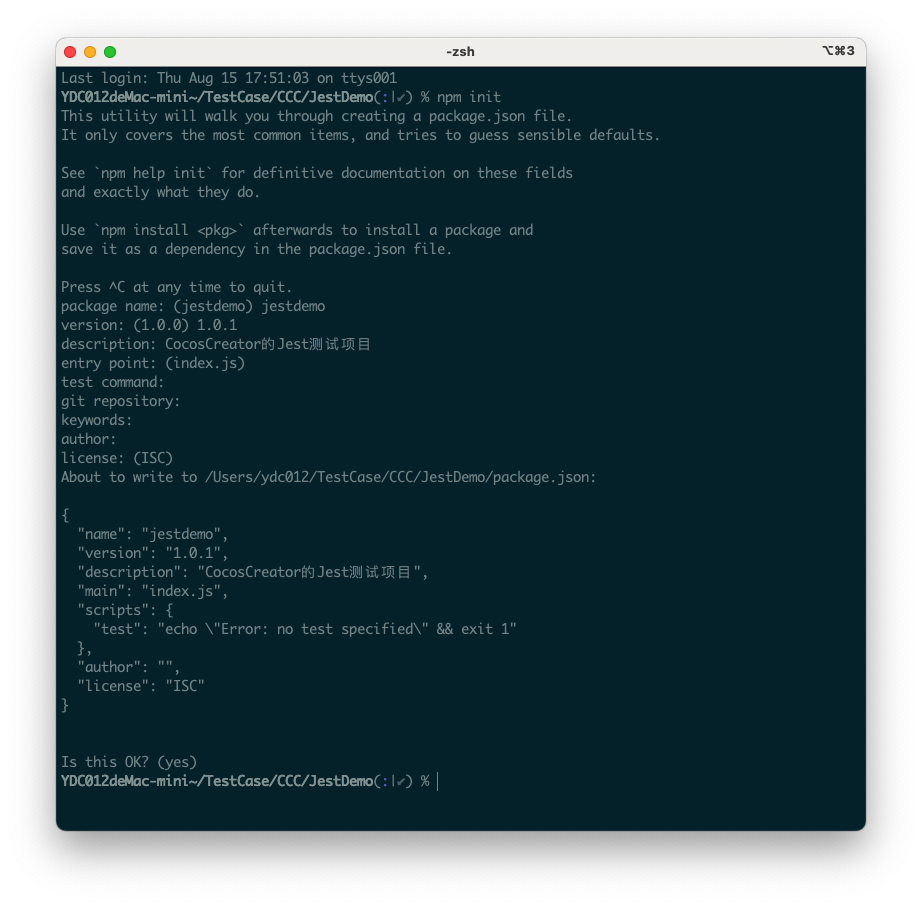 -zsh
⌥⌘3
Last login: Thu Aug 15 17:51:03 on ttys001
YDC012deMac-mini~/TestCase/CCC/JestDemo(:|✔) % npm init
This utility will walk you through creating a package.json file.
It only covers the most common items, and tries to guess sensible defaults.

See `npm help init` for definitive documentation on these fields
and exactly what they do.

Use `npm install <pkg>` afterwards to install a package and
save it as a dependency in the package.json file.

Press ^C at any time to quit.
package name: (jestdemo) jestdemo
version: (1.0.0) 1.0.1
description: CocosCreator的Jest测试项目
entry point: (index.js)
test command:
git repository:
keywords:
author:
license: (ISC)
About to write to /Users/ydc012/TestCase/CCC/JestDemo/package.json:

{
  "name": "jestdemo",
  "version": "1.0.1",
  "description": "CocosCreator的Jest测试项目",
  "main": "index.js",
  "scripts": {
    "test": "echo \"Error: no test specified\" && exit 1"
  },
  "author": "",
  "license": "ISC"
}

Is this OK? (yes)
YDC012deMac-mini~/TestCase/CCC/JestDemo(:|✔) %